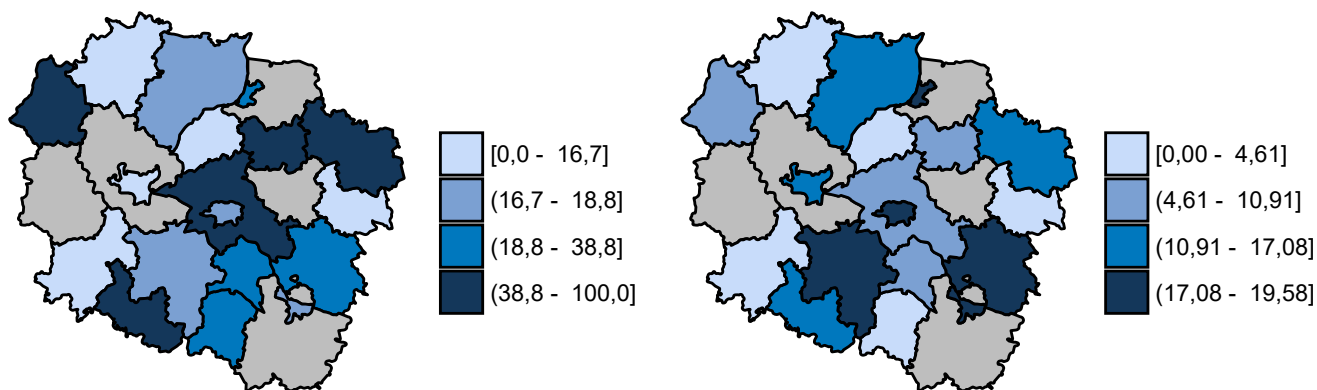 [0,0 - 16,7]
(16,7 - 18,8]
(18,8 - 38,8]
(38,8 - 100,0]
[0,00 - 4,61]
(4,61 - 10,91]
(10,91 - 17,08]
(17,08 - 19,58]